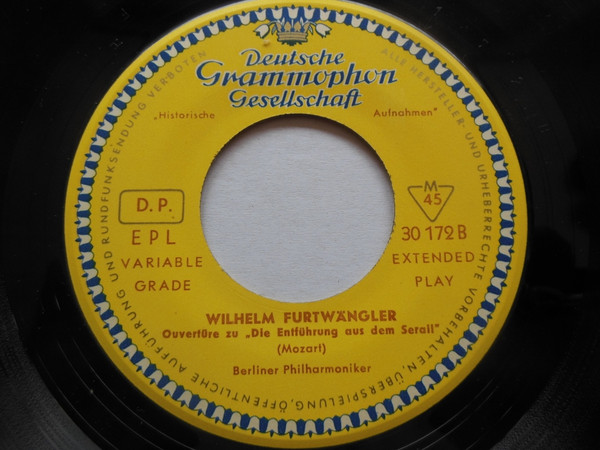 Deutsche
Grammophon
Gesellschaft
„Historische Aufnahmen"
D. P.
M
45
EPL
30 172 B
VARIABLE
GRADE
EXTENDED
PLAY
WILHELM FURTWÄNGLER
Ouvertüre zu „Die Entführung aus dem Serail"
(Mozart)
Berliner Philharmoniker
ALLE HERSTELLER- UND URHEBERRECHTE VORBEHALTEN, ÜBERSPIELUNG, ÖFFENTLICHE AUFFÜHRUNG UND RUNDFUNKSENDUNG VERBOTEN